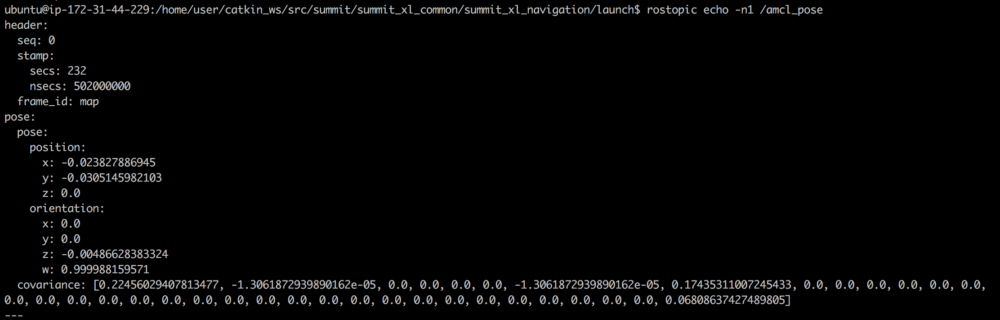 ubuntu@ip-172-31-44-229:/home/user/catkin_ws/src/summit/summit_xl_common/summit_xl_navigation/launch$ rostopic echo -n1 /amcl_pose
header:
  seq: 0
  stamp:
    secs: 232
    nsecs: 502000000
  frame_id: map
pose:
  pose:
    position:
      x: -0.023827886945
      y: -0.0305145982103
      z: 0.0
    orientation:
      x: 0.0
      y: 0.0
      z: -0.00486628383324
      w: 0.999988159571
  covariance: [0.22456029407813477, -1.3061872939890162e-05, 0.0, 0.0, 0.0, 0.0, -1.3061872939890162e-05, 0.17435311007245433, 0.0, 0.0, 0.0, 0.0, 0.0, 0.0,
0.0, 0.0, 0.0, 0.0, 0.0, 0.0, 0.0, 0.0, 0.0, 0.0, 0.0, 0.0, 0.0, 0.0, 0.0, 0.0, 0.0, 0.0, 0.0, 0.0, 0.0, 0.06808637427489805]
---